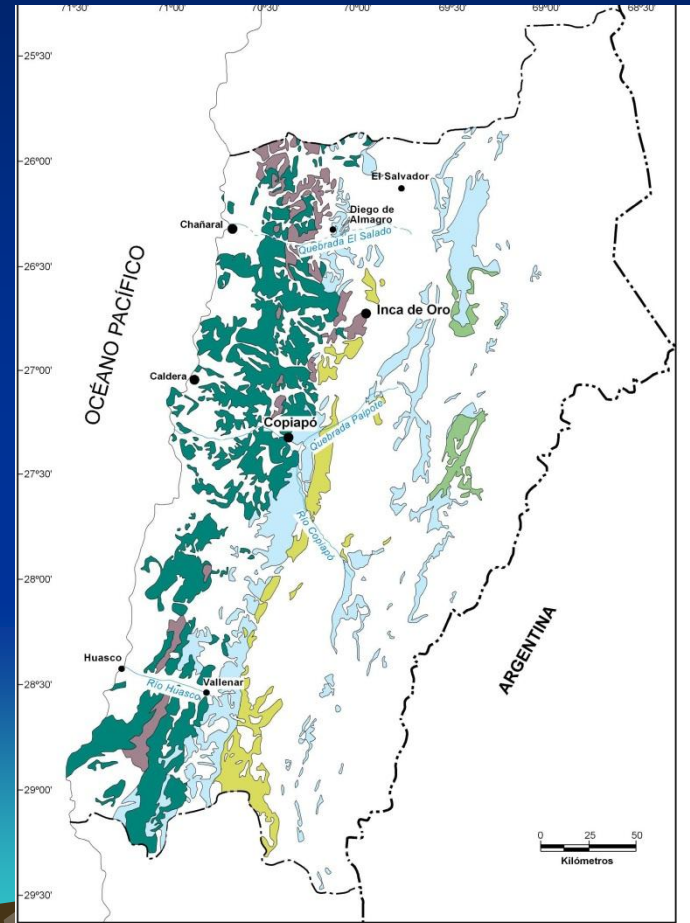 71°00' 71°00' 70°30' 70°00' 69°00' 68°30'
25°30'
26°00'
El Salvador
Diego de
Almagro
Chañaral
Quebrada El Salado
26°30'
OCÉANO PACÍFICO
Inca de Oro
27°00'
Caldera
Copiapó
Quebrada Paipote
27°30'
Río Copiapó
28°00'
ARGENTINA
Huasco
Río Huasco
Vallenar
28°30'
29°00'
0 25 50
Kilómetros
29°30'